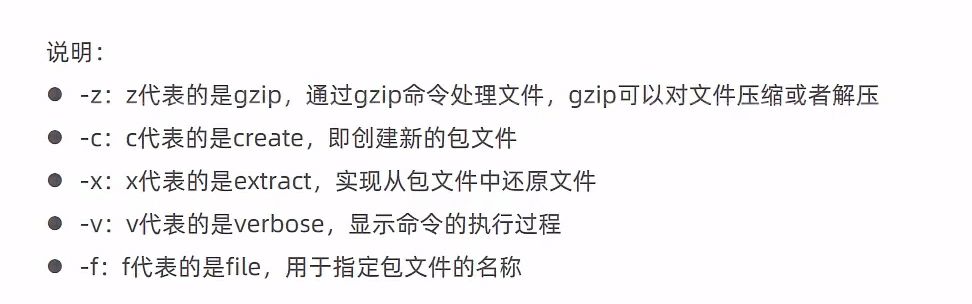 说明：
● -z：z代表的是gzip，通过gzip命令处理文件，gzip可以对文件压缩或者解压
● -c：c代表的是create，即创建新的包文件
● -x：x代表的是extract，实现从包文件中还原文件
● -v：v代表的是verbose，显示命令的执行过程
● -f：f代表的是file，用于指定包文件的名称